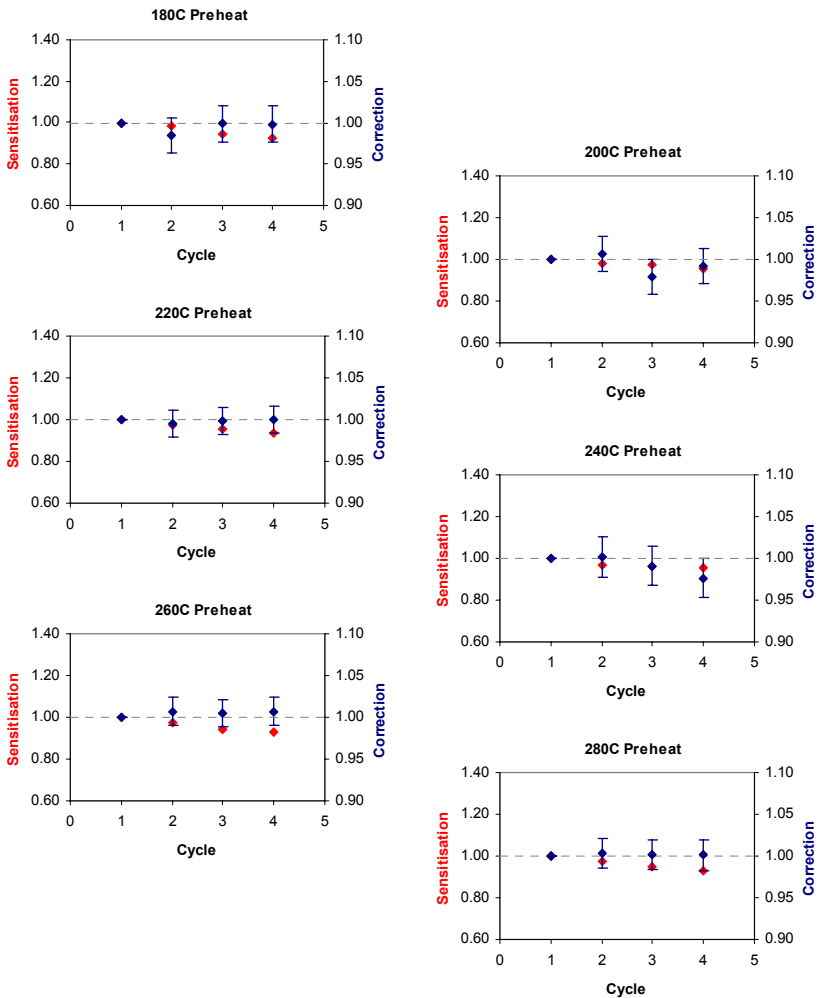 180C Preheat
1.40 1.10
1.20 1.05
1.00 1.00
0.80 0.95
0.60 0.90
0 1 2 3 4 5
Cycle
Sensitisation
Correction
200C Preheat
1.40 1.10
1.20 1.05
1.00 1.00
0.80 0.95
0.60 0.90
0 1 2 3 4 5
Cycle
Sensitisation
Correction
220C Preheat
1.40 1.10
1.20 1.05
1.00 1.00
0.80 0.95
0.60 0.90
0 1 2 3 4 5
Cycle
Sensitisation
Correction
240C Preheat
1.40 1.10
1.20 1.05
1.00 1.00
0.80 0.95
0.60 0.90
0 1 2 3 4 5
Cycle
Sensitisation
Correction
260C Preheat
1.40 1.10
1.20 1.05
1.00 1.00
0.80 0.95
0.60 0.90
0 1 2 3 4 5
Cycle
Sensitisation
Correction
280C Preheat
1.40 1.10
1.20 1.05
1.00 1.00
0.80 0.95
0.60 0.90
0 1 2 3 4 5
Cycle
Sensitisation
Correction